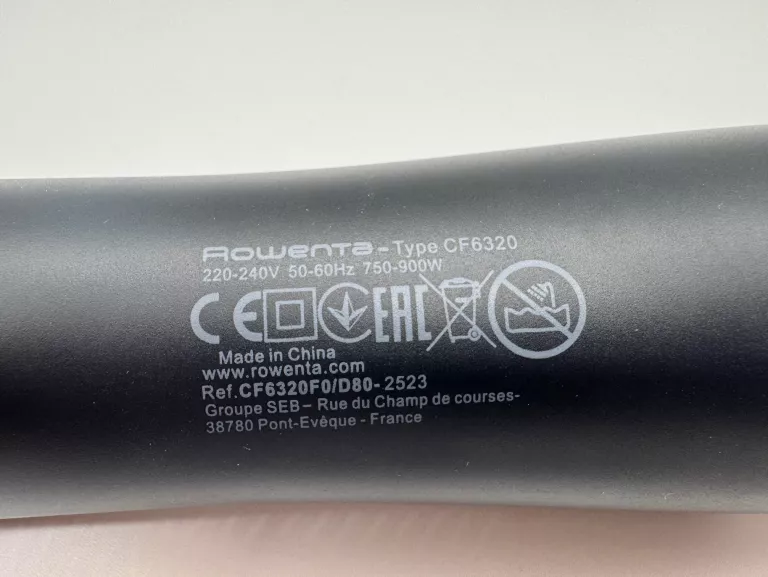 Rowenta - Type CF6320
220-240V 50-60Hz 750-900W
CE EAC
Made in China
www.rowenta.com
Ref.CF6320F0/D80-2523
Groupe SEB– Rue du Champ de courses-
38780 Pont-Evêque - France